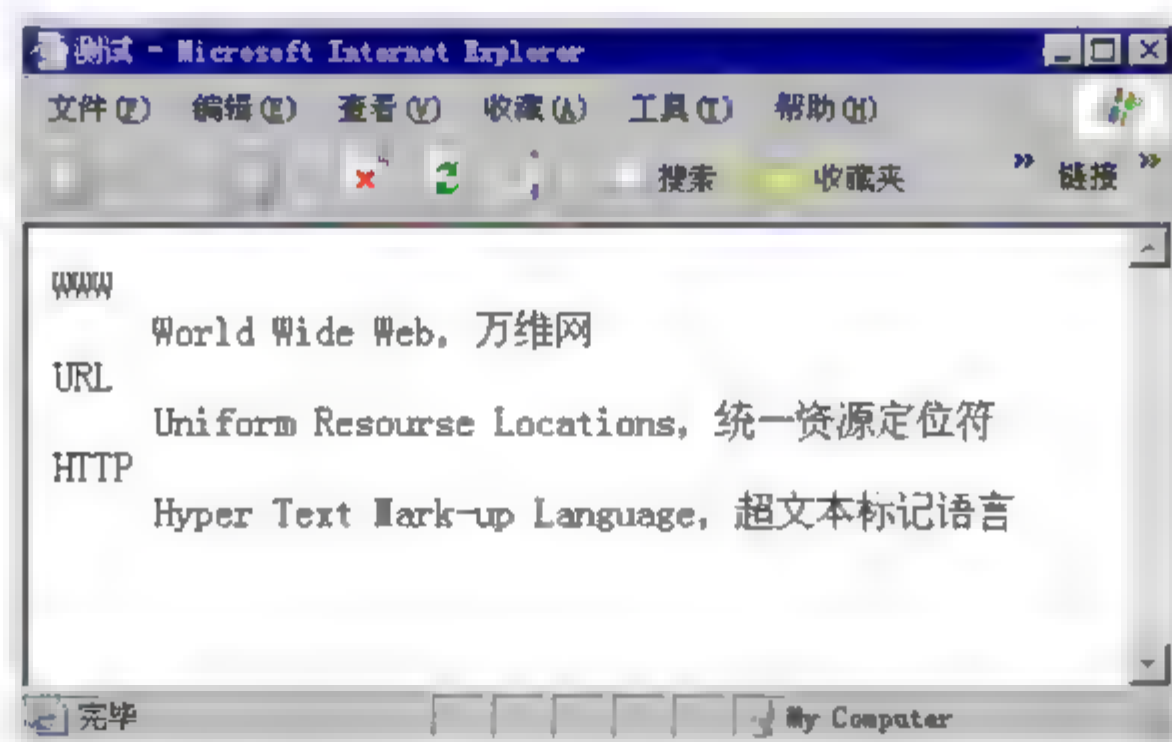 测试 - Microsoft Internet Explorer
文件(F) 编辑(E) 查看(V) 收藏(A) 工具(T) 帮助(H)
搜索 收藏夹 » 链接 »
WWW
World Wide Web, 万维网
URL
Uniform Resourse Locations, 统一资源定位符
HTTP
Hyper Text Mark-up Language, 超文本标记语言
完毕 My Computer